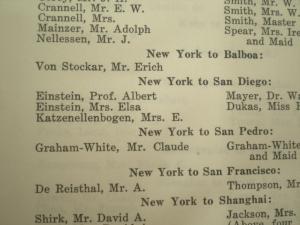 Crannell, Mr. E. W.
Crannell, Mrs.
Mainzer, Mr. Adolph
Nellessen, Mr. J.
Smith, Mr. W.
Smith, Mrs.
Smith, Master
Spear, Mrs. Ire
and Maid
New York to Balboa:
Von Stockar, Mr. Erich
New York to San Diego:
Einstein, Prof. Albert
Einstein, Mrs. Elsa
Katzenellenbogen, Mrs. E.
Mayer, Dr. Wa
Dukas, Miss H
New York to San Pedro:
Graham-White, Mr. Claude
Graham-White
and Maid
New York to San Francisco:
De Reisthal, Mr. A.
Thompson, Mr
New York to Shanghai:
Shirk, Mr. David A.
Jackson, Mrs.
(Above four